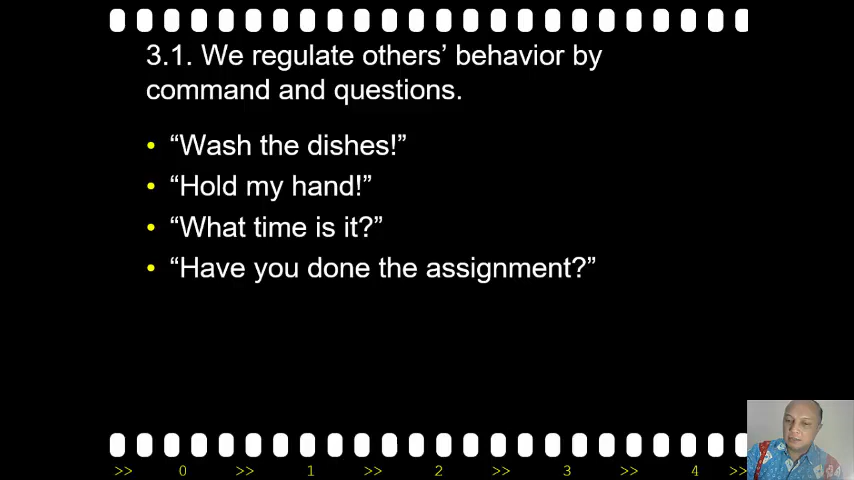 3.1. We regulate others’ behavior by
command and questions.
• “Wash the dishes!”
• “Hold my hand!”
• “What time is it?”
• “Have you done the assignment?”
>> 0 >> 1 >> 2 >> 3 >> 4 >>